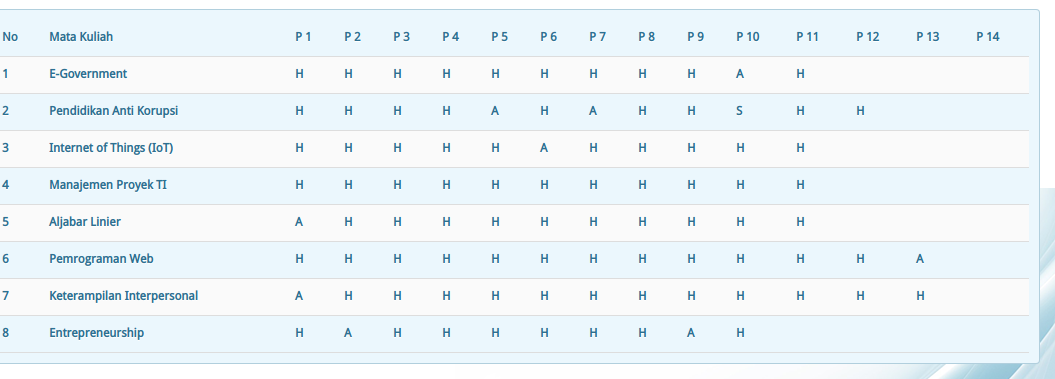 No Mata Kuliah P 1 P 2 P 3 P 4 P 5 P 6 P 7 P 8 P 9 P 10 P 11 P 12 P 13 P 14
1 E-Government H H H H H H H H H A H
2 Pendidikan Anti Korupsi H H H H A H A H H S H H
3 Internet of Things (IoT) H H H H H A H H H H H
4 Manajemen Proyek TI H H H H H H H H H H H
5 Aljabar Linier A H H H H H H H H H H
6 Pemrograman Web H H H H H H H H H H H H A
7 Keterampilan Interpersonal A H H H H H H H H H H H H
8 Entrepreneurship H A H H H H H H A H